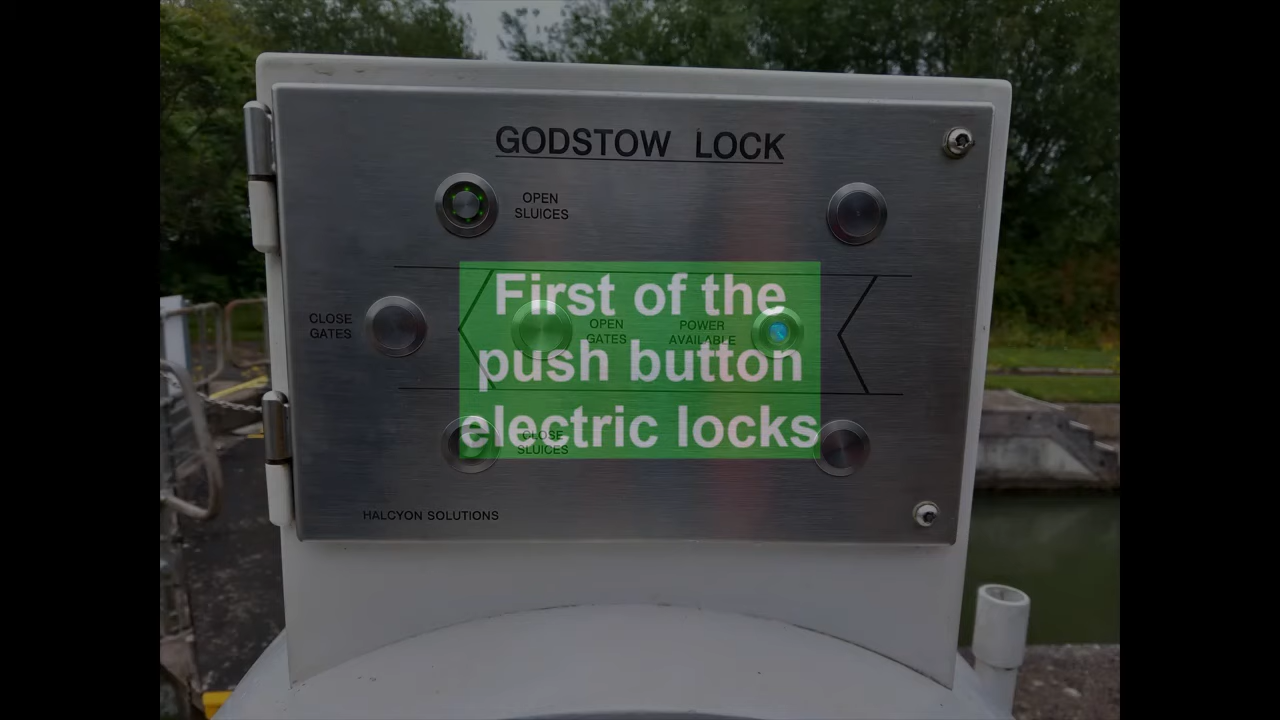 GODSTOW LOCK
OPEN
SLUICES
First of the
push button
electric locks
CLOSE
GATES
OPEN
GATES
POWER
AVAILABLE
CLOSE
SLUICES
HALCYON SOLUTIONS